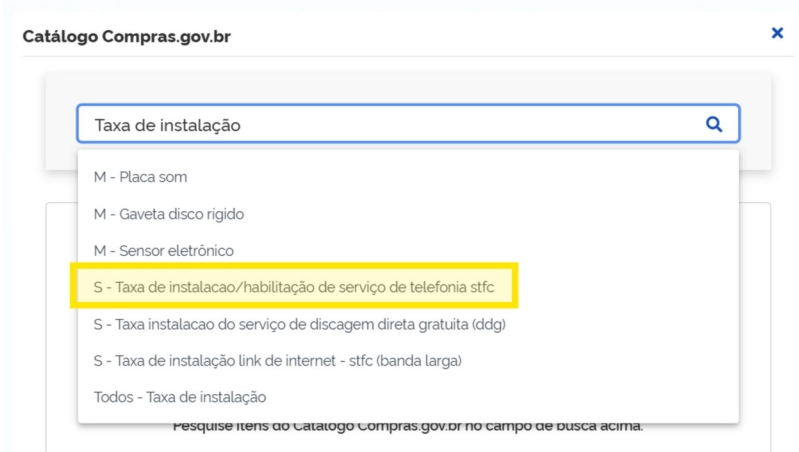 Catálogo Compras.gov.br
Taxa de instalação
M - Placa som
M - Gaveta disco rígido
M - Sensor eletrônico
S - Taxa de instalacao/habilitação de serviço de telefonia stfc
S - Taxa instalacao do serviço de discagem direta gratuita (ddg)
S - Taxa de instalação link de internet - stfc (banda larga)
Todos - Taxa de instalação
Pesquise itens do Catálogo Compras.gov.br no campo de busca acima.